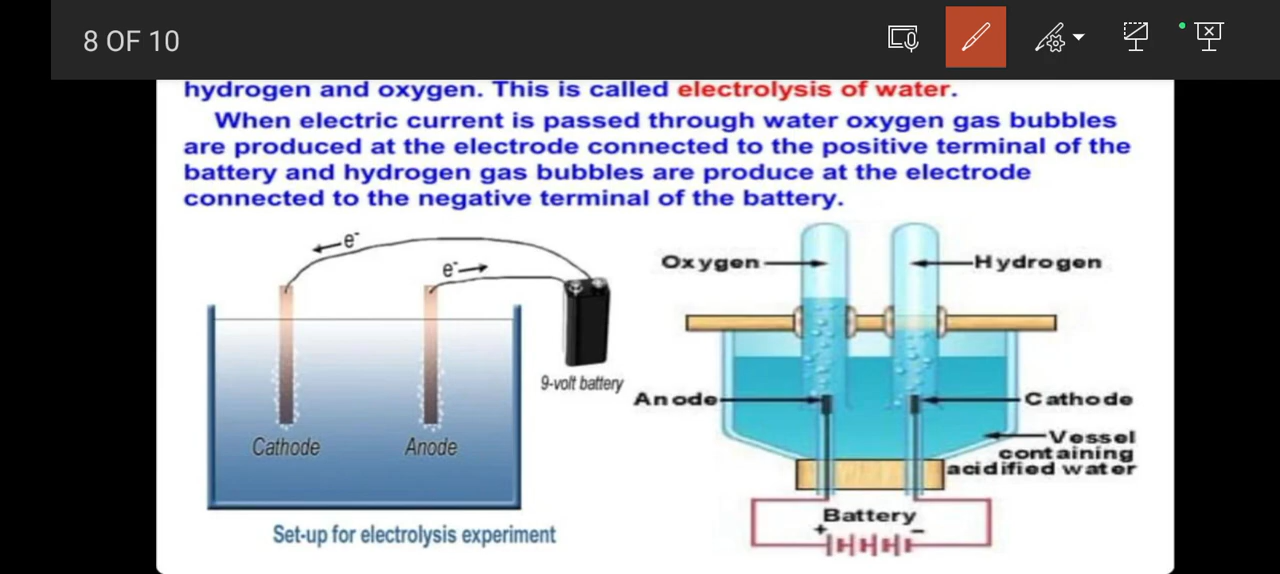 8 OF 10
hydrogen and oxygen. This is called electrolysis of water.
When electric current is passed through water oxygen gas bubbles
are produced at the electrode connected to the positive terminal of the
battery and hydrogen gas bubbles are produce at the electrode
connected to the negative terminal of the battery.
e⁻
e⁻
9-volt battery
Cathode
Anode
Set-up for electrolysis experiment
Oxygen
Hydrogen
Anode
Cathode
Vessel
containing
acidified water
Battery
+ −